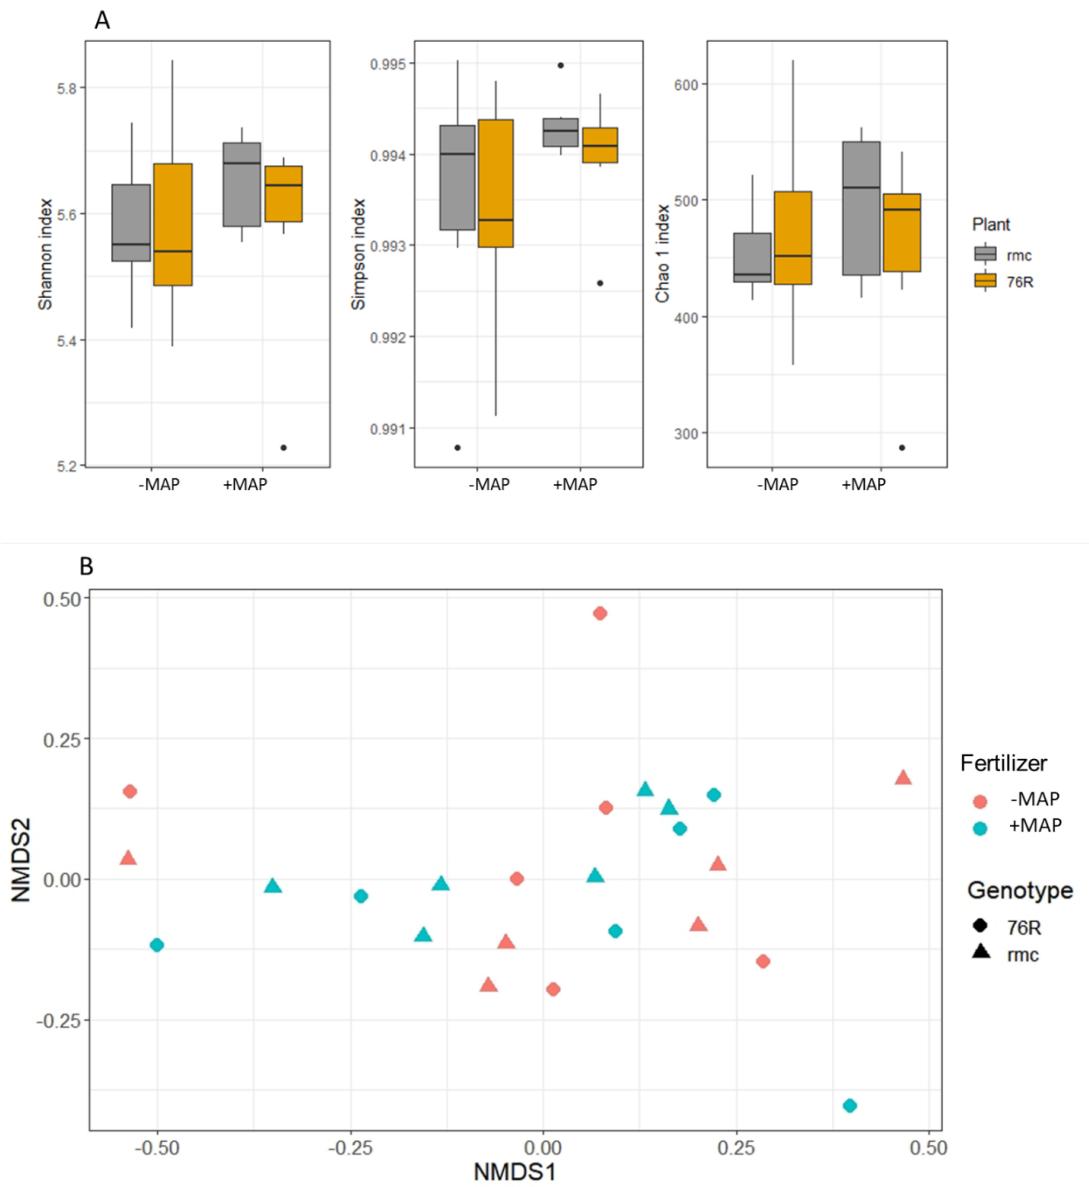 A
Shannon index
5.8
5.6
5.4
5.2
-MAP +MAP
Simpson index
0.995
0.994
0.993
0.992
0.991
-MAP +MAP
Chao 1 index
600
500
400
300
-MAP +MAP
Plant
rmc
76R
B
NMDS2
0.50
0.25
0.00
-0.25
-0.50 -0.25 0.00 0.25 0.50
NMDS1
Fertilizer
-MAP
+MAP
Genotype
76R
rmc